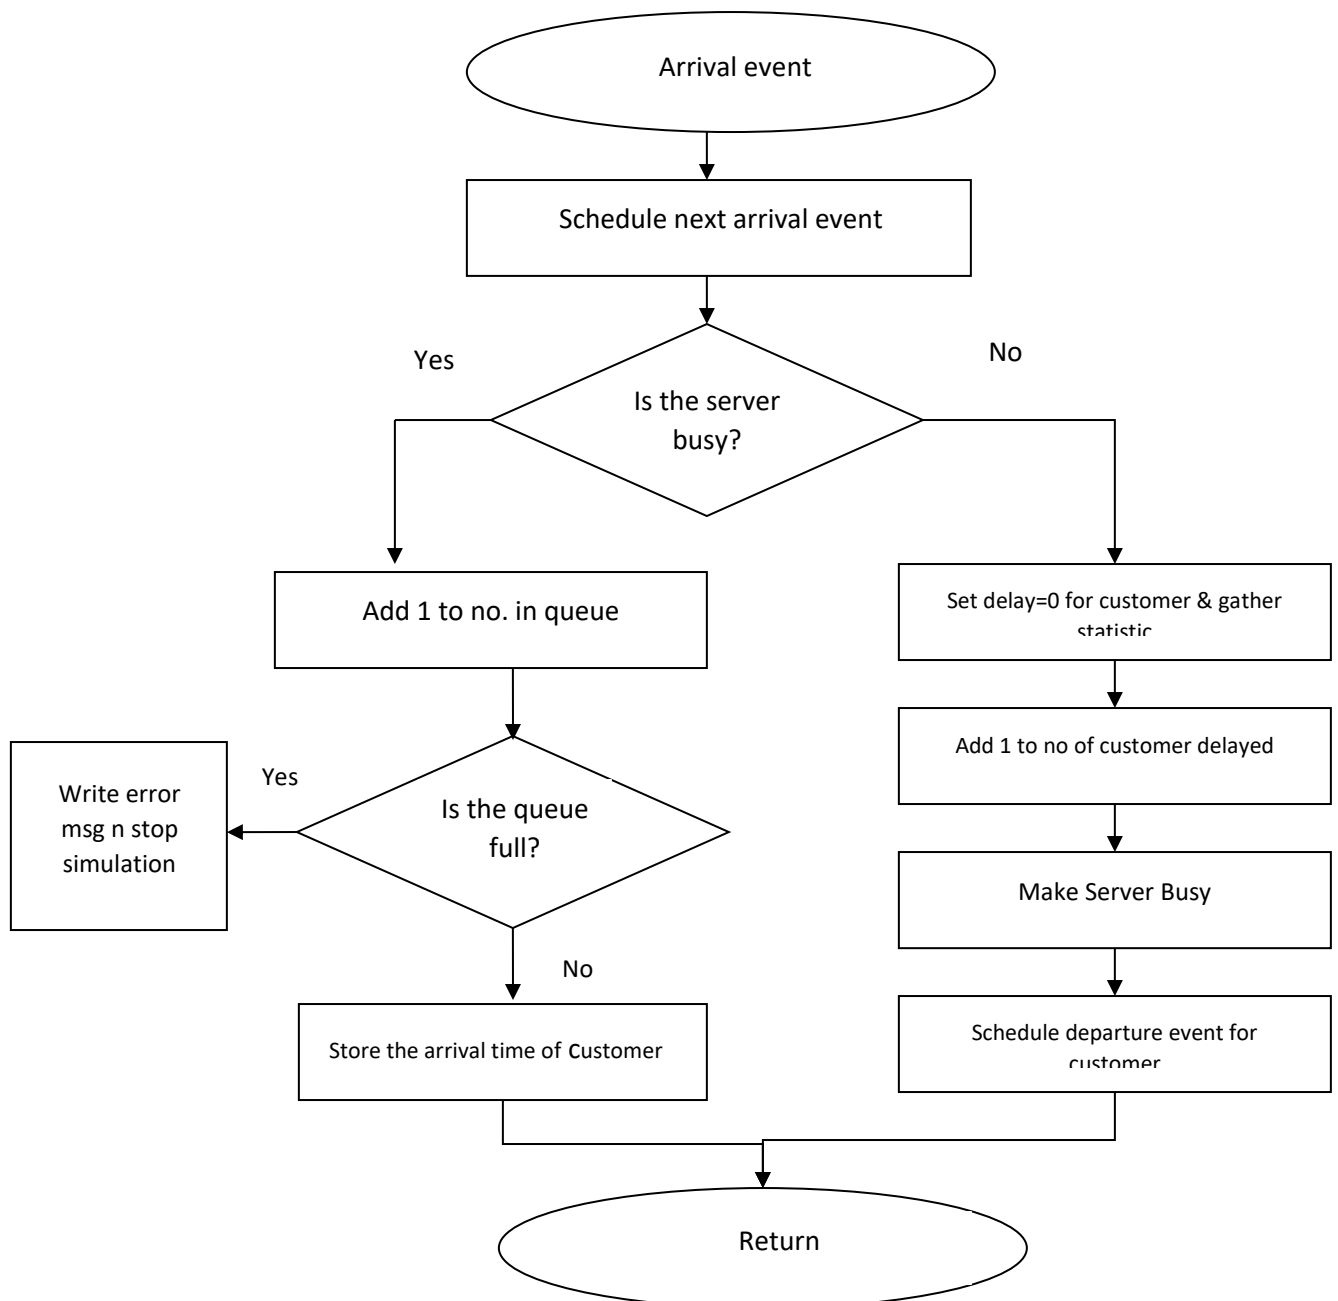 Arrival event
Schedule next arrival event
Yes
No
Is the server
busy?
Add 1 to no. in queue
Set delay=0 for customer & gather
statistic
Add 1 to no of customer delayed
Yes
Write error
msg n stop
simulation
Is the queue
full?
Make Server Busy
No
Store the arrival time of Customer
Schedule departure event for
customer
Return